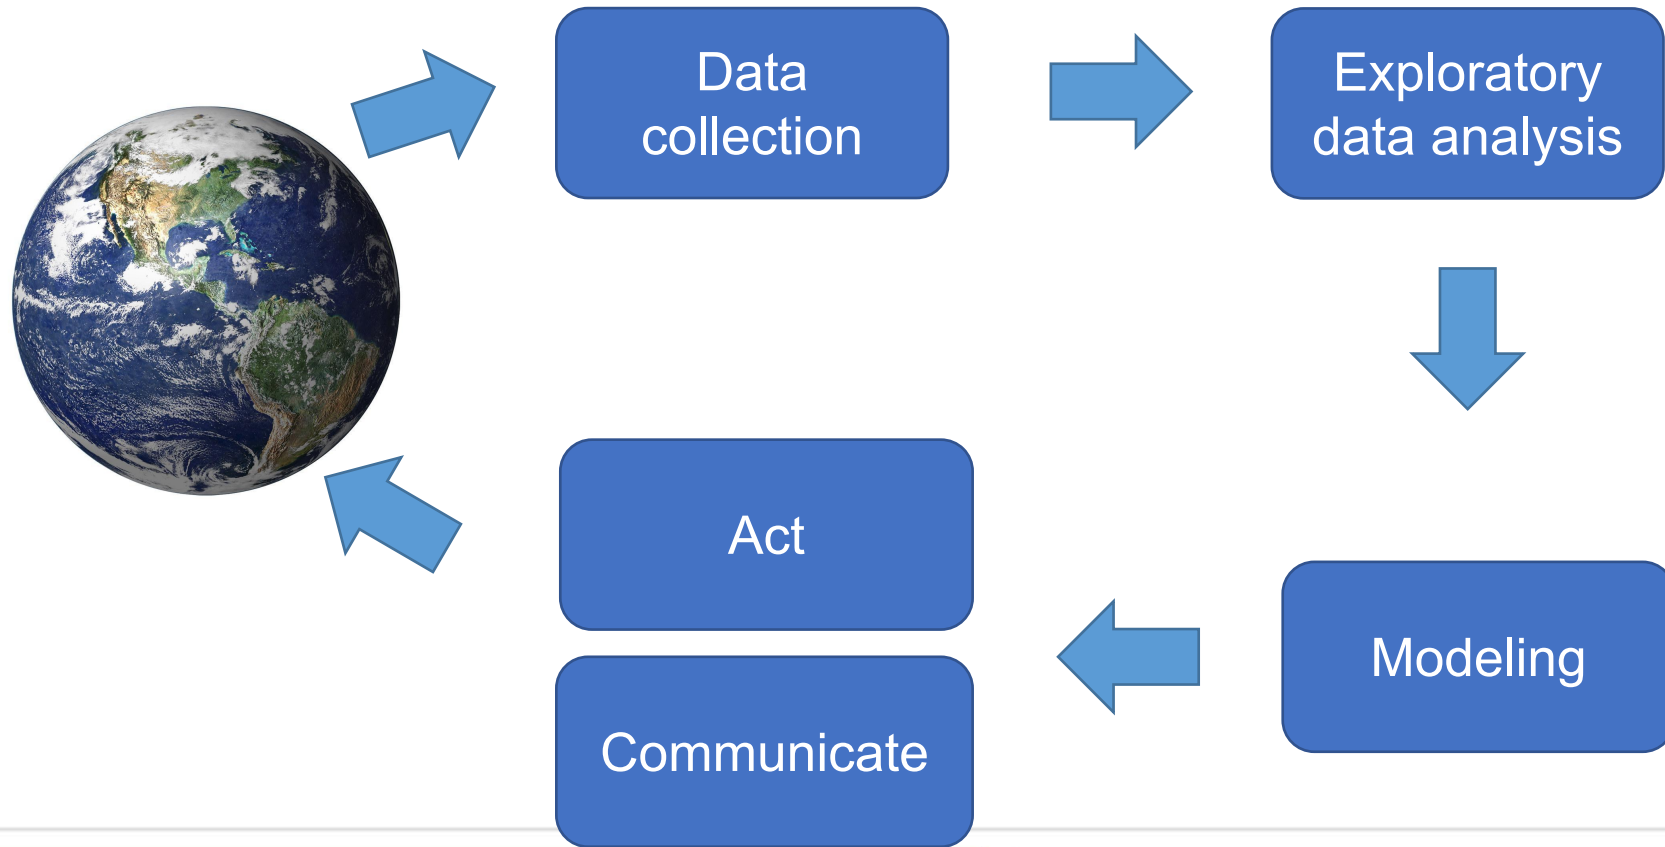 Data
collection
Exploratory
data analysis
Act
Modeling
Communicate